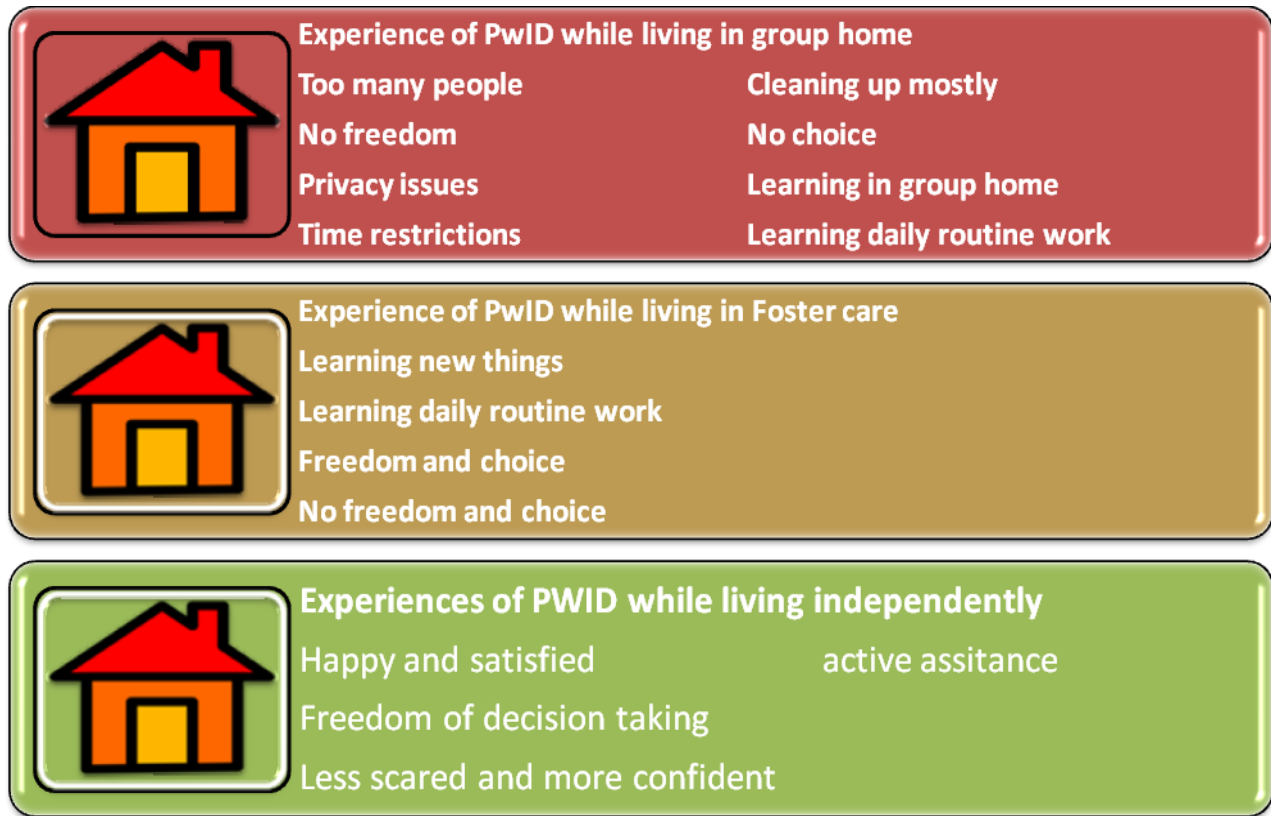 Experience of PwID while living in group home
Too many people Cleaning up mostly
No freedom No choice
Privacy issues Learning in group home
Time restrictions Learning daily routine work
Experience of PwID while living in Foster care
Learning new things
Learning daily routine work
Freedom and choice
No freedom and choice
Experiences of PWID while living independently
Happy and satisfied active assitance
Freedom of decision taking
Less scared and more confident